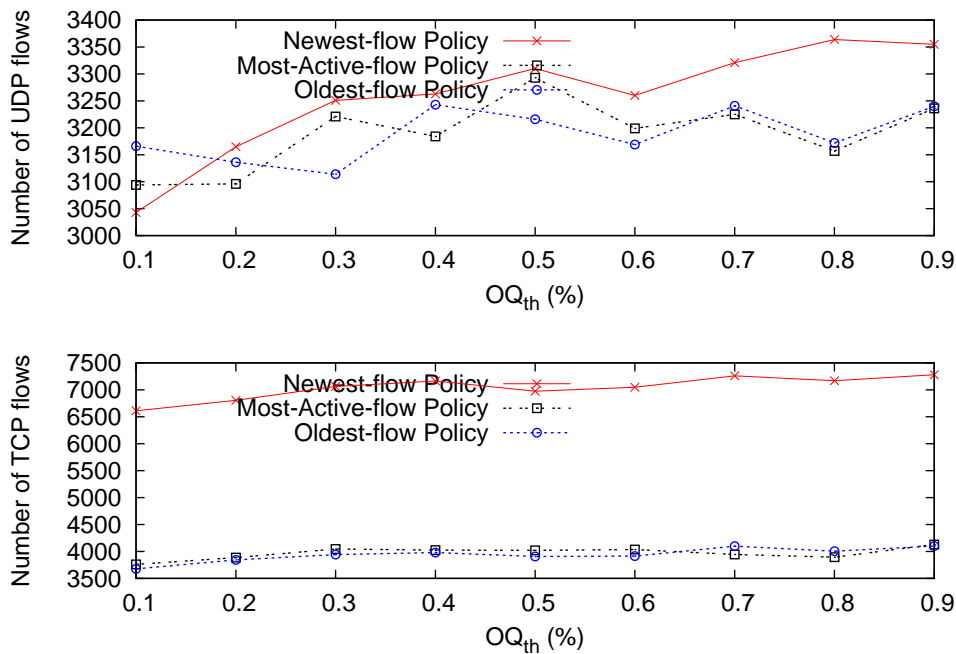 Number of UDP flows
3400
3350
3300
3250
3200
3150
3100
3050
3000
Newest-flow Policy
Most-Active-flow Policy
Oldest-flow Policy
0.1 0.2 0.3 0.4 0.5 0.6 0.7 0.8 0.9
OQth (%)
Number of TCP flows
7500
7000
6500
6000
5500
5000
4500
4000
3500
Newest-flow Policy
Most-Active-flow Policy
Oldest-flow Policy
0.1 0.2 0.3 0.4 0.5 0.6 0.7 0.8 0.9
OQth (%)